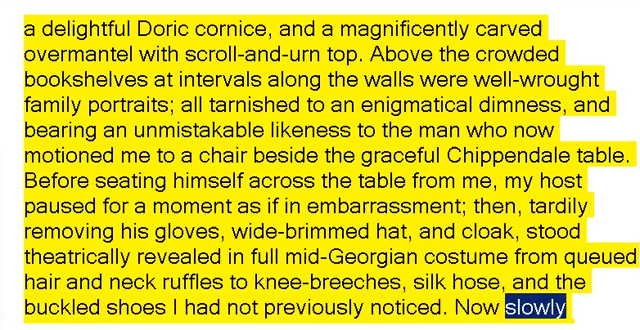 a delightful Doric cornice, and a magnificently carved
overmantel with scroll-and-urn top. Above the crowded
bookshelves at intervals along the walls were well-wrought
family portraits; all tarnished to an enigmatical dimness, and
bearing an unmistakable likeness to the man who now
motioned me to a chair beside the graceful Chippendale table.
Before seating himself across the table from me, my host
paused for a moment as if in embarrassment; then, tardily
removing his gloves, wide-brimmed hat, and cloak, stood
theatrically revealed in full mid-Georgian costume from queued
hair and neck ruffles to knee-breeches, silk hose, and the
buckled shoes I had not previously noticed. Now slowly